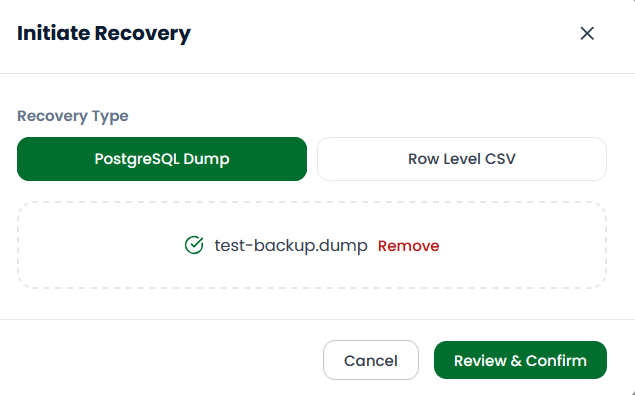 Initiate Recovery
Recovery Type
PostgreSQL Dump
Row Level CSV
test-backup.dump Remove
Cancel
Review & Confirm